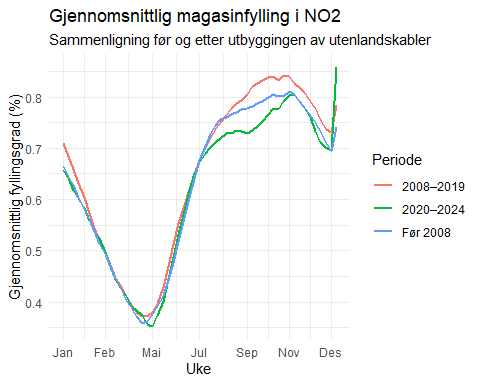 Gjennomsnittlig magasinfylling i NO2
Sammenligning før og etter utbyggingen av utenlandskabler
Gjennomsnittlig fyllingsgrad (%)
0.8
0.7
0.6
0.5
0.4
Jan Feb Mai Jul Sep Nov Des
Uke
Periode
2008–2019
2020–2024
Før 2008